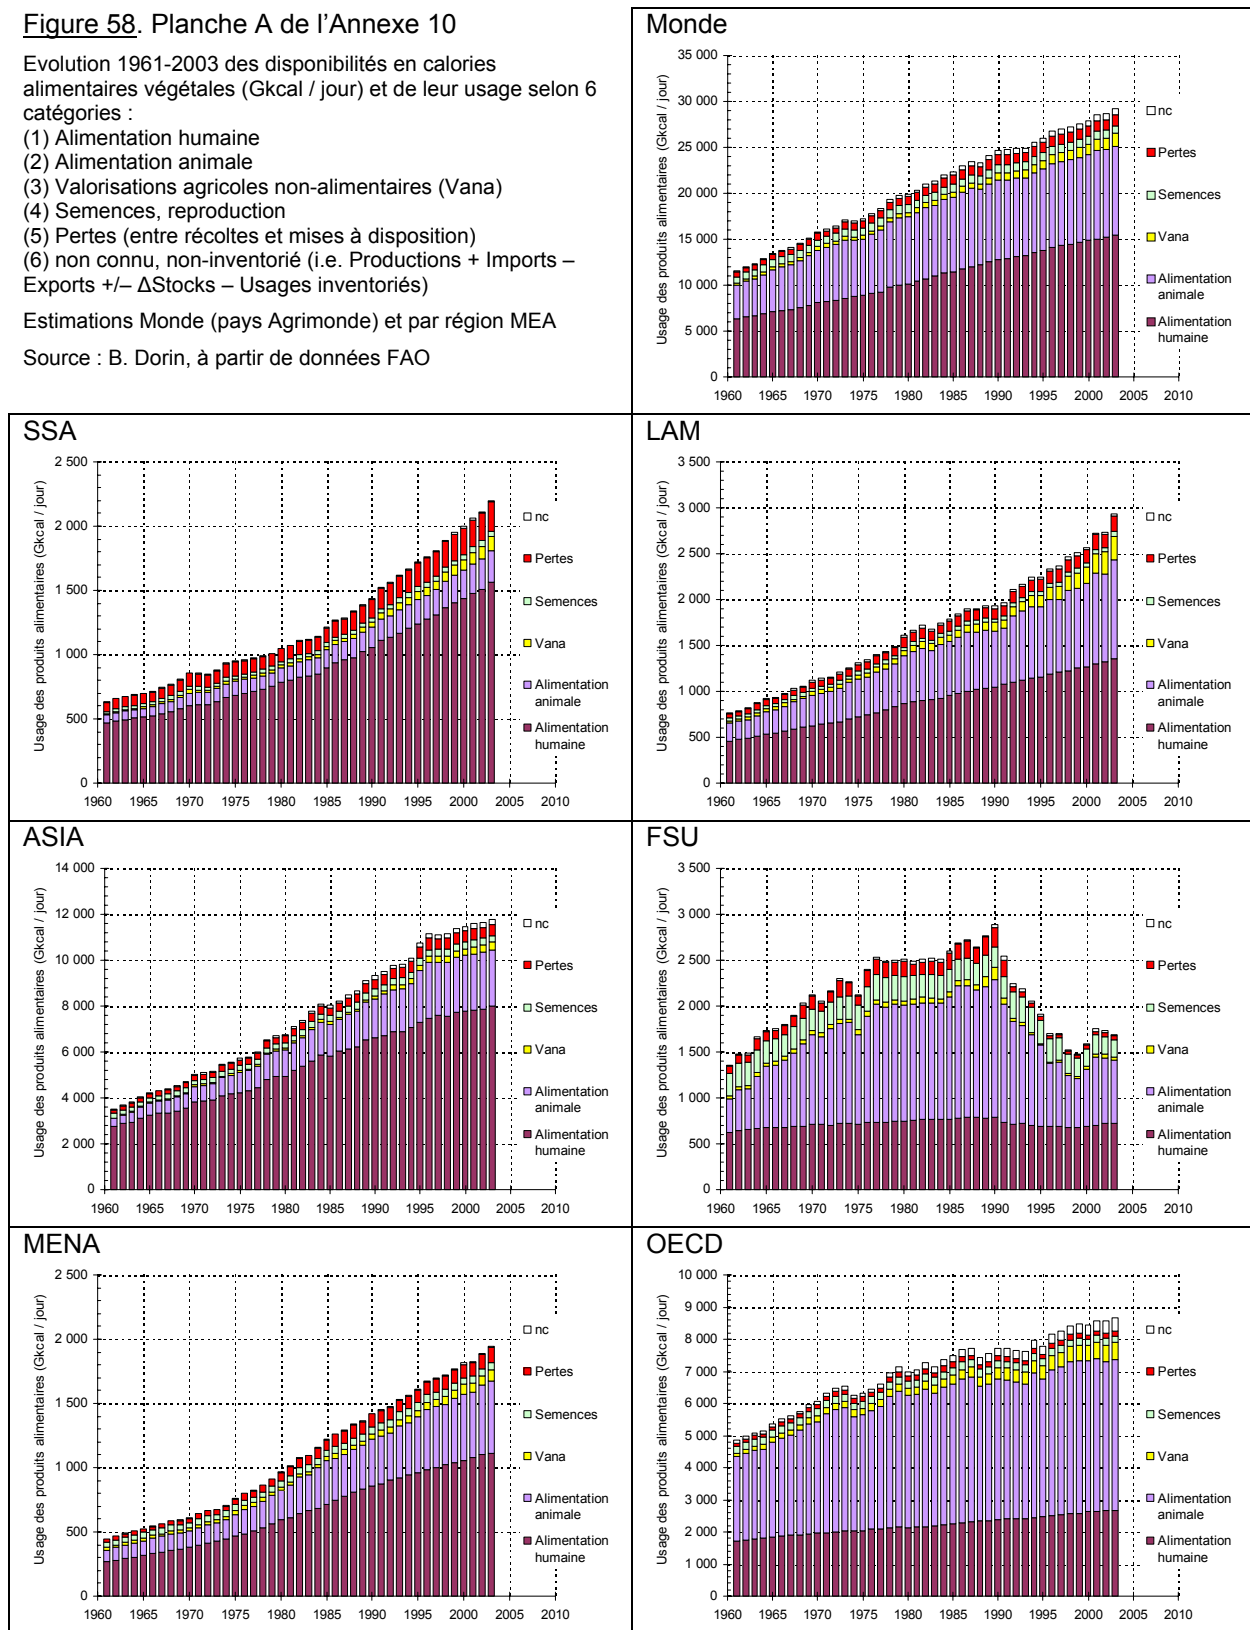 Figure 58. Planche A de l'Annexe 10
Evolution 1961-2003 des disponibilités en calories
alimentaires végétales (Gkcal / jour) et de leur usage selon 6
catégories :
(1) Alimentation humaine
(2) Alimentation animale
(3) Valorisations agricoles non-alimentaires (Vana)
(4) Semences, reproduction
(5) Pertes (entre récoltes et mises à disposition)
(6) non connu, non-inventorié (i.e. Productions + Imports –
Exports +/– ΔStocks – Usages inventoriés)
Estimations Monde (pays Agrimonde) et par région MEA
Source : B. Dorin, à partir de données FAO
Monde
Usage des produits alimentaires (Gkcal / jour)
35 000
30 000
25 000
20 000
15 000
10 000
5 000
0
1960 1965 1970 1975 1980 1985 1990 1995 2000 2005 2010
nc
Pertes
Semences
Vana
Alimentation
animale
Alimentation
humaine
SSA
Usage des produits alimentaires (Gkcal / jour)
2 500
2 000
1 500
1 000
500
0
1960 1965 1970 1975 1980 1985 1990 1995 2000 2005 2010
nc
Pertes
Semences
Vana
Alimentation
animale
Alimentation
humaine
LAM
Usage des produits alimentaires (Gkcal / jour)
3 500
3 000
2 500
2 000
1 500
1 000
500
0
1960 1965 1970 1975 1980 1985 1990 1995 2000 2005 2010
nc
Pertes
Semences
Vana
Alimentation
animale
Alimentation
humaine
ASIA
Usage des produits alimentaires (Gkcal / jour)
14 000
12 000
10 000
8 000
6 000
4 000
2 000
0
1960 1965 1970 1975 1980 1985 1990 1995 2000 2005 2010
nc
Pertes
Semences
Vana
Alimentation
animale
Alimentation
humaine
FSU
Usage des produits alimentaires (Gkcal / jour)
3 500
3 000
2 500
2 000
1 500
1 000
500
0
1960 1965 1970 1975 1980 1985 1990 1995 2000 2005 2010
nc
Pertes
Semences
Vana
Alimentation
animale
Alimentation
humaine
MENA
Usage des produits alimentaires (Gkcal / jour)
2 500
2 000
1 500
1 000
500
0
1960 1965 1970 1975 1980 1985 1990 1995 2000 2005 2010
nc
Pertes
Semences
Vana
Alimentation
animale
Alimentation
humaine
OECD
Usage des produits alimentaires (Gkcal / jour)
10 000
9 000
8 000
7 000
6 000
5 000
4 000
3 000
2 000
1 000
0
1960 1965 1970 1975 1980 1985 1990 1995 2000 2005 2010
nc
Pertes
Semences
Vana
Alimentation
animale
Alimentation
humaine